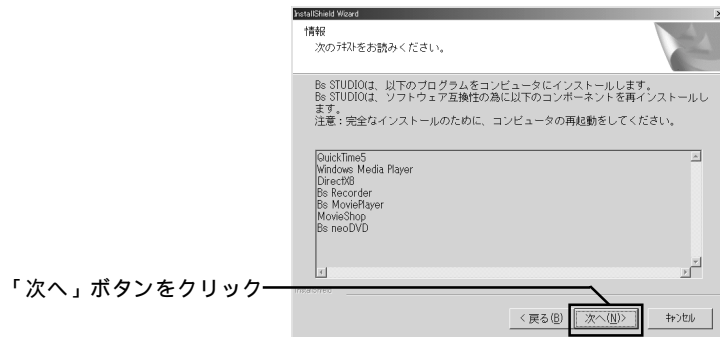 InstallShield Wizard
情報
次のテキストをお読みください。
Bs STUDIOは、以下のプログラムをコンピュータにインストールします。
Bs STUDIOは、ソフトウェア互換性の為に以下のコンポーネントを再インストールし
ます。
注意：完全なインストールのために、コンピュータの再起動をしてください。
QuickTime5
Windows Media Player
DirectX8
Bs Recorder
Bs MoviePlayer
MovieShop
Bs neoDVD
「次へ」ボタンをクリック
InstallShield
< 戻る(B)
次へ(N)>
キャンセル